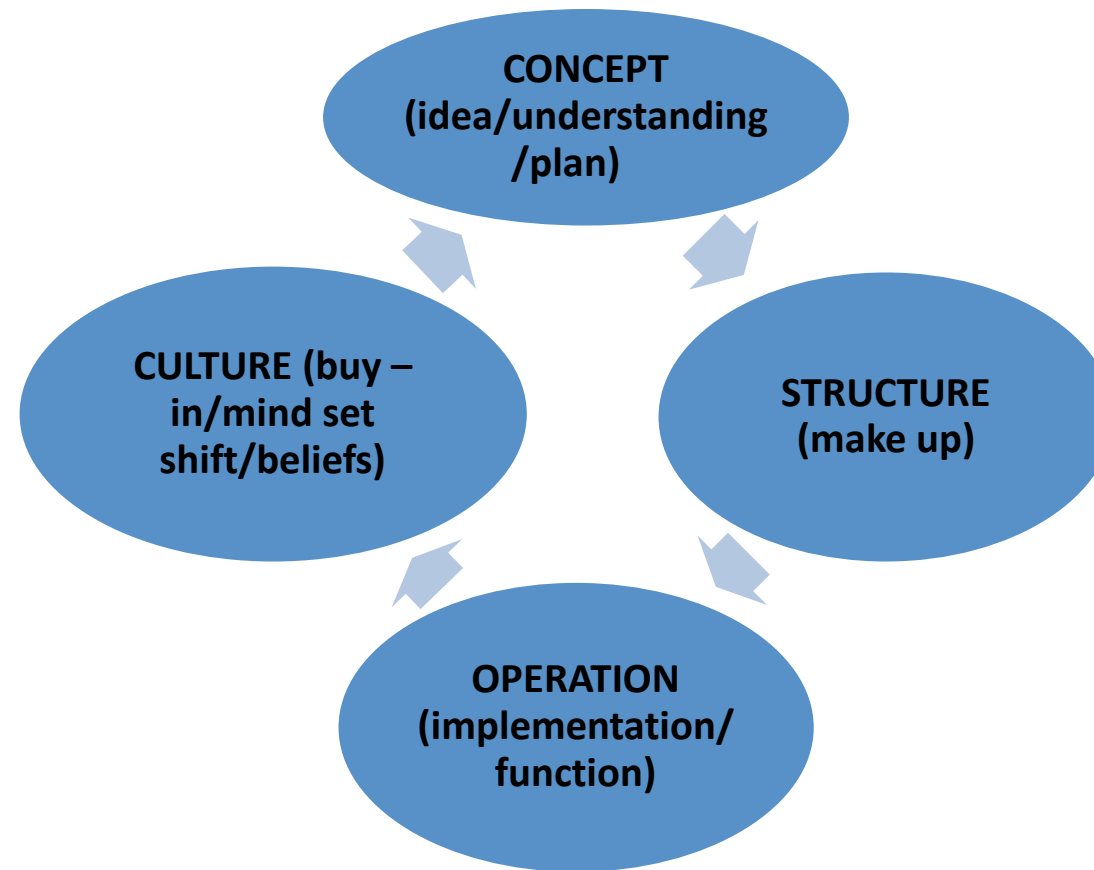 CONCEPT
(idea/understanding
/plan)
CULTURE (buy –
in/mind set
shift/beliefs)
STRUCTURE
(make up)
OPERATION
(implementation/
function)